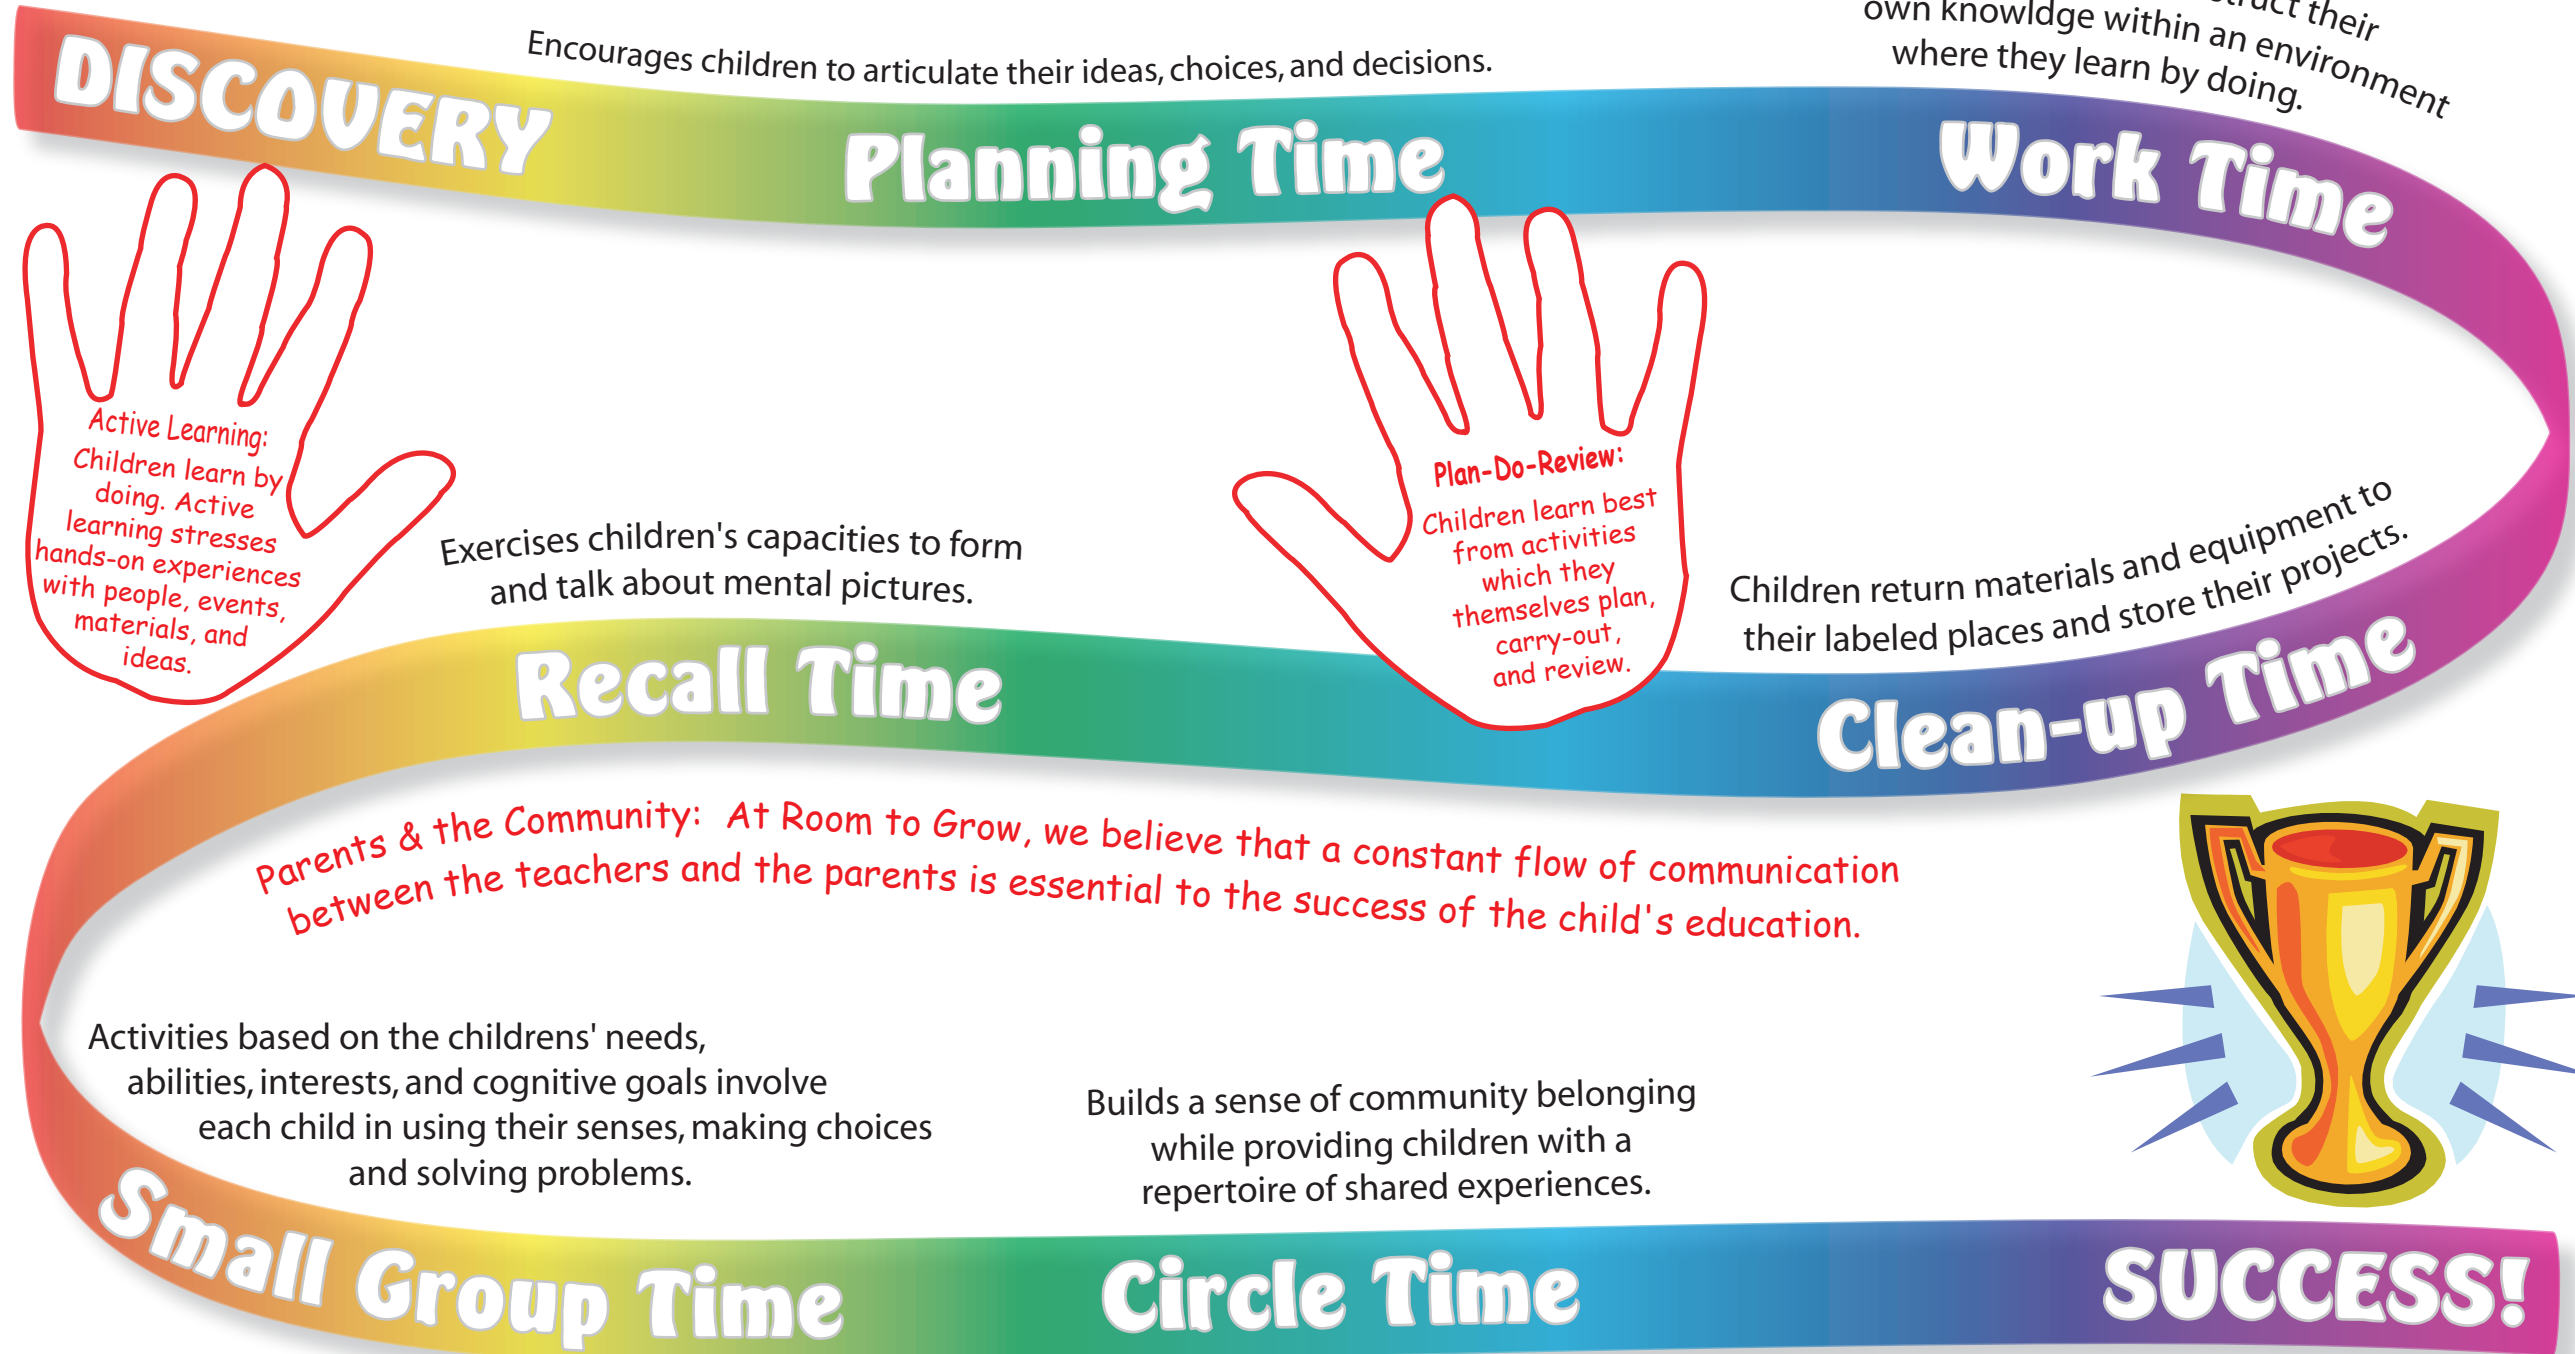 DISCOVERY
Encourages children to articulate their ideas, choices, and decisions.
Planning Time
their
own knowldge within an environment
where they learn by doing.
Work Time
Active Learning:
Children learn by
doing. Active
learning stresses
hands-on experiences
with people, events,
materials, and
ideas.
Plan-Do-Review:
Children learn best
from activities
which they
themselves plan,
carry-out,
and review.
Children return materials and equipment to
their labeled places and store their projects.
Clean-up Time
Exercises children's capacities to form
and talk about mental pictures.
Recall Time
Parents & the Community: At Room to Grow, we believe that a constant flow of communication
between the teachers and the parents is essential to the success of the child's education.
Activities based on the childrens' needs,
abilities, interests, and cognitive goals involve
each child in using their senses, making choices
and solving problems.
Small Group Time
Builds a sense of community belonging
while providing children with a
repertoire of shared experiences.
Circle Time
SUCCESS!